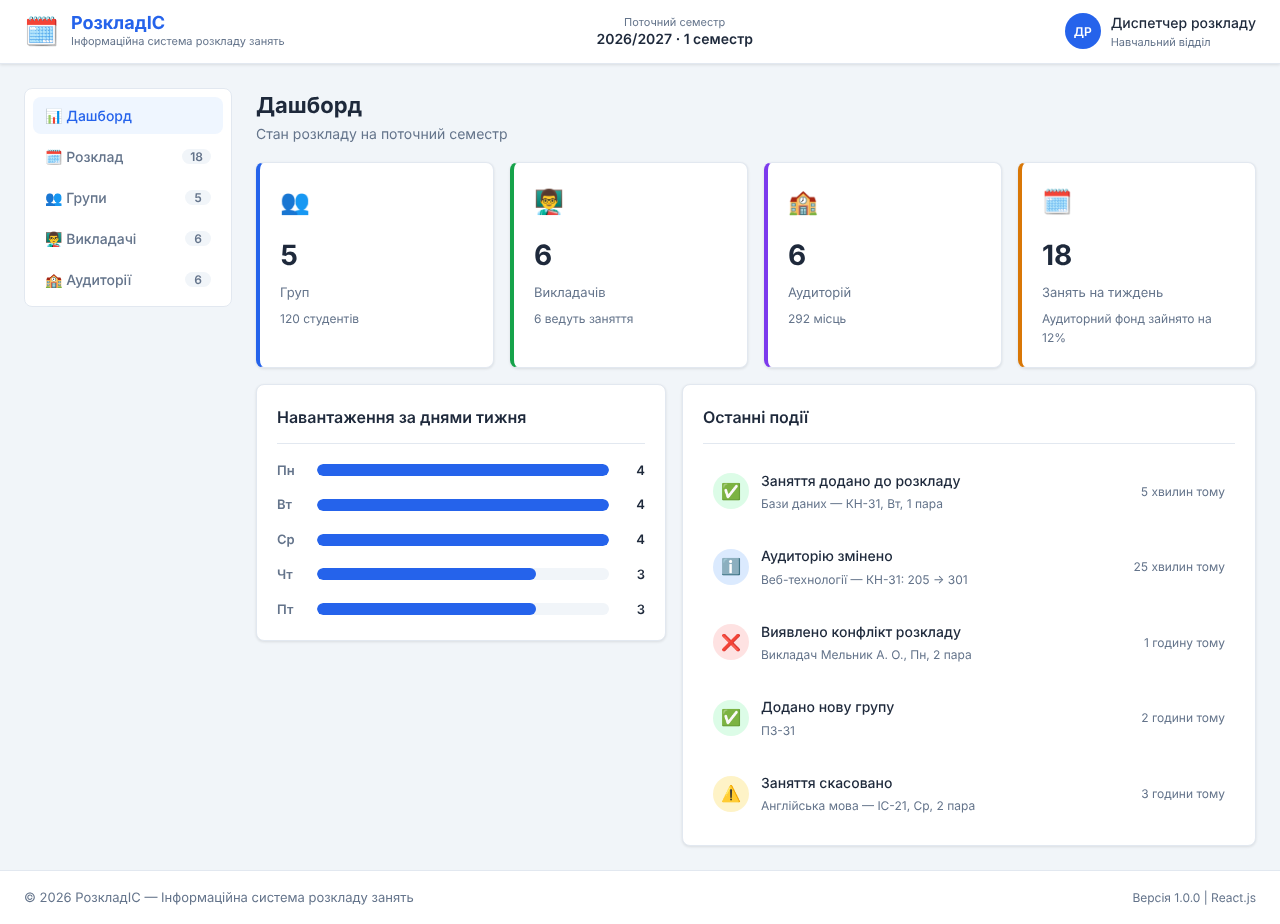 РозкладІС
Інформаційна система розкладу занять
Поточний семестр
2026/2027 · 1 семестр
ДР
Диспетчер розкладу
Навчальний відділ
Дашборд
Розклад 18
Групи 5
Викладачі 6
Аудиторії 6
Дашборд
Стан розкладу на поточний семестр
5
Груп
120 студентів
6
Викладачів
6 ведуть заняття
6
Аудиторій
292 місць
18
Занять на тиждень
Аудиторний фонд зайнято на
12%
Навантаження за днями тижня
Пн 4
Вт 4
Ср 4
Чт 3
Пт 3
Останні події
Заняття додано до розкладу
Бази даних — КН-31, Вт, 1 пара
5 хвилин тому
Аудиторію змінено
Веб-технології — КН-31: 205 → 301
25 хвилин тому
Виявлено конфлікт розкладу
Викладач Мельник А. О., Пн, 2 пара
1 годину тому
Додано нову групу
ПЗ-31
2 години тому
Заняття скасовано
Англійська мова — ІС-21, Ср, 2 пара
3 години тому
© 2026 РозкладІС — Інформаційна система розкладу занять
Версія 1.0.0 | React.js